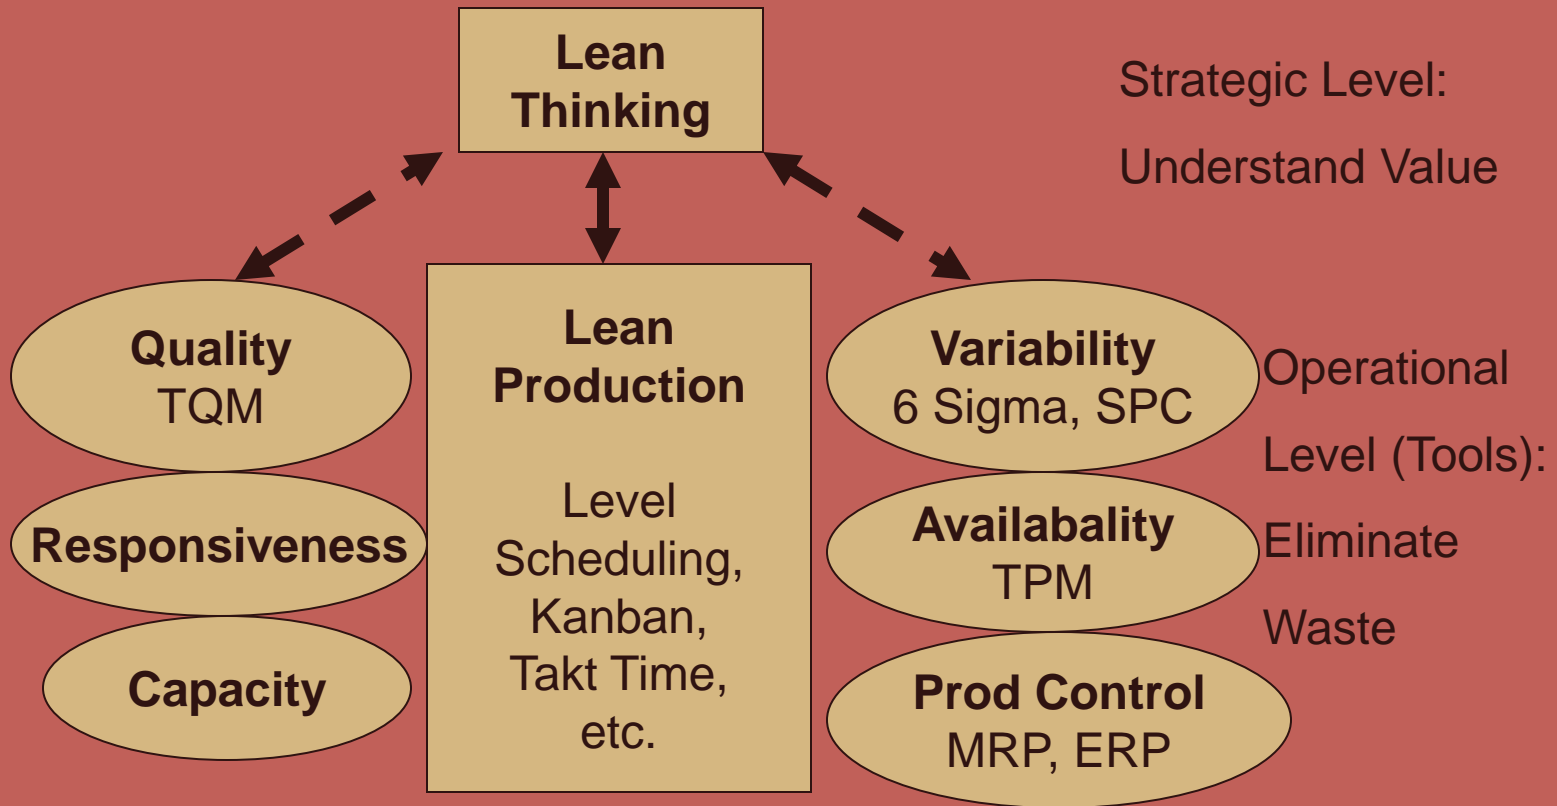 Lean
Thinking
Strategic Level:
Understand Value
Quality
TQM
Responsiveness
Capacity
Lean
Production
Level
Scheduling,
Kanban,
Takt Time,
etc.
Variability
6 Sigma, SPC
Availabality
TPM
Prod Control
MRP, ERP
Operational
Level (Tools):
Eliminate
Waste